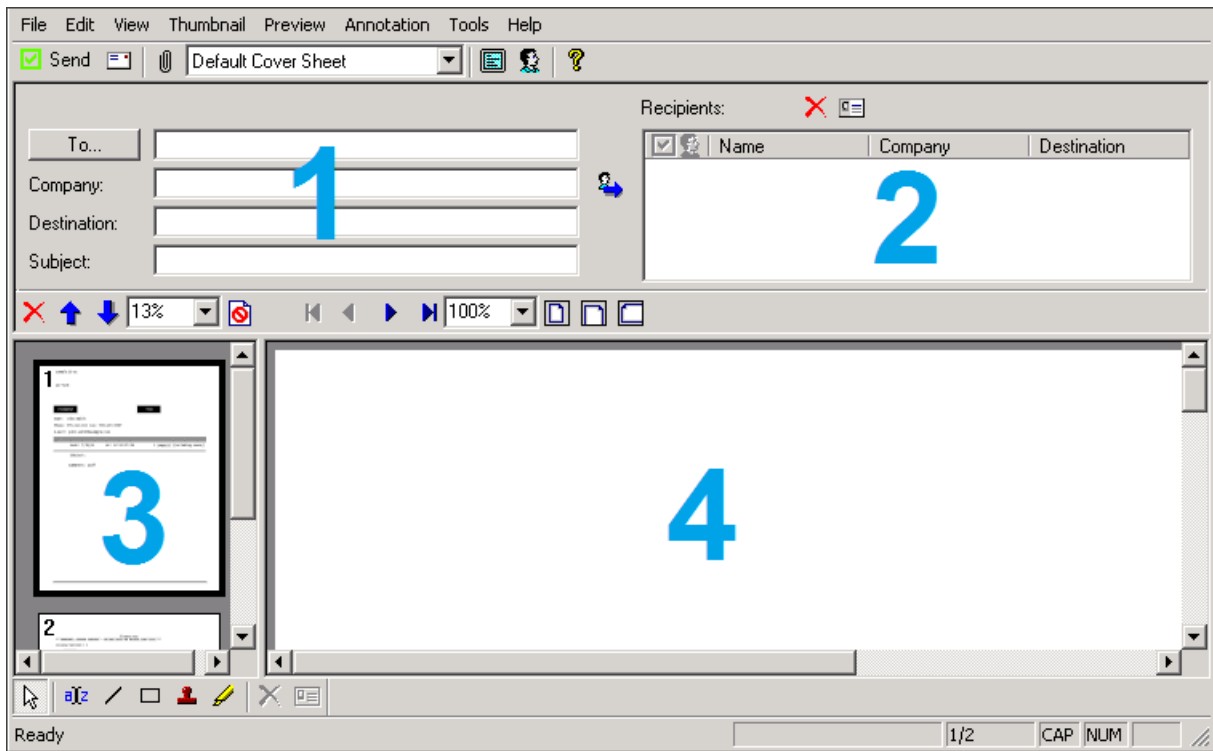 File Edit View Thumbnail Preview Annotation Tools Help
Send Default Cover Sheet
Recipients:
To...
Name Company Destination
Company:
Destination:
Subject:
1
2
13% 100%
1
3
4
2
aIz
Ready 1/2 CAP NUM